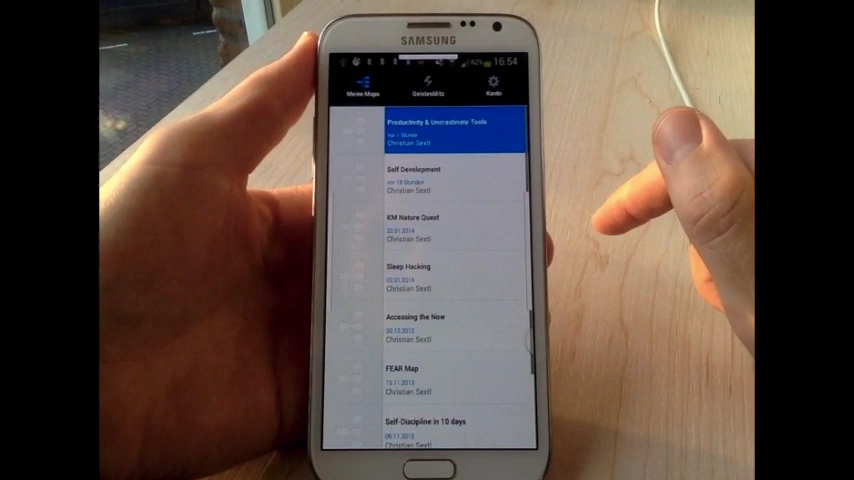 SAMSUNG
62% 16:54
Meine Maps Geistesblitz Konto
Productivity & Uncrastinate Tools
vor 1 Stunde
Christian Sextl
Self Development
vor 18 Stunden
Christian Sextl
KM Nature Quest
02.01.2014
Christian Sextl
Sleep Hacking
02.01.2014
Christian Sextl
Accessing the Now
30.12.2013
Christian Sextl
FEAR Map
15.11.2013
Christian Sextl
Self-Discipline in 10 days
06.11.2013
Christian Sextl